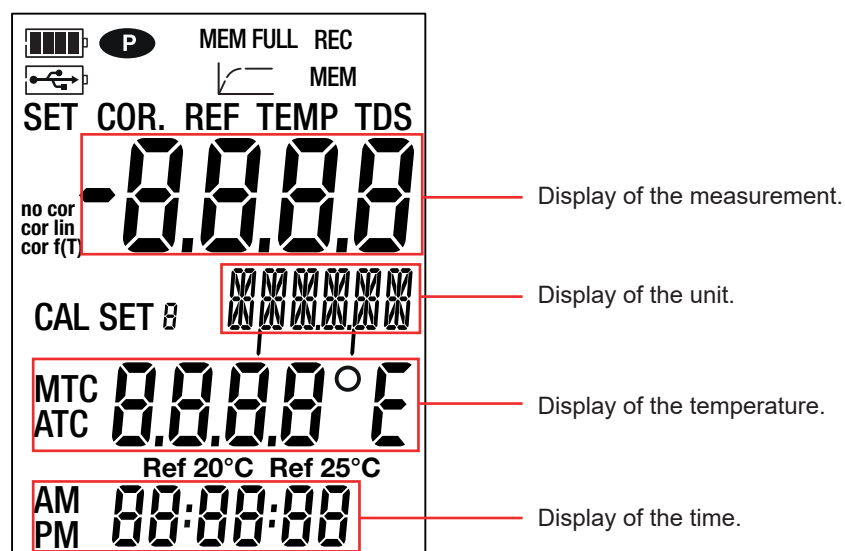 P MEM FULL REC
MEM
SET COR. REF TEMP TDS
-8.8.8.8
Display of the measurement.
no cor
cor lin
cor f(T)
Display of the unit.
CAL SET 8
MTC
ATC
8.8.8.8°E
Display of the temperature.
Ref 20°C Ref 25°C
AM
PM
88:88:88
Display of the time.